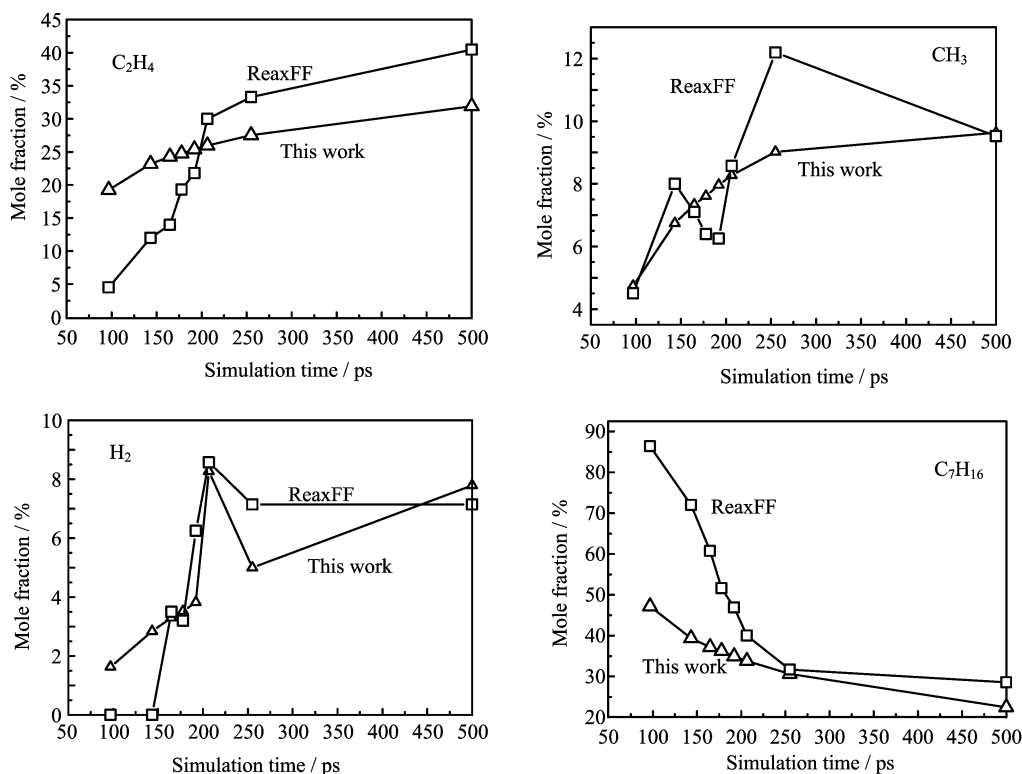 45
40
35
30
25
20
15
10
5
0
Mole fraction / %
C₂H₄
ReaxFF
This work
50 100 150 200 250 300 350 400 450 500
Simulation time / ps
12
10
8
6
4
Mole fraction / %
CH₃
ReaxFF
This work
50 100 150 200 250 300 350 400 450 500
Simulation time / ps
10
8
6
4
2
0
Mole fraction / %
H₂
ReaxFF
This work
50 100 150 200 250 300 350 400 450 500
Simulation time / ps
90
80
70
60
50
40
30
20
Mole fraction / %
C₇H₁₆
ReaxFF
This work
50 100 150 200 250 300 350 400 450 500
Simulation time / ps